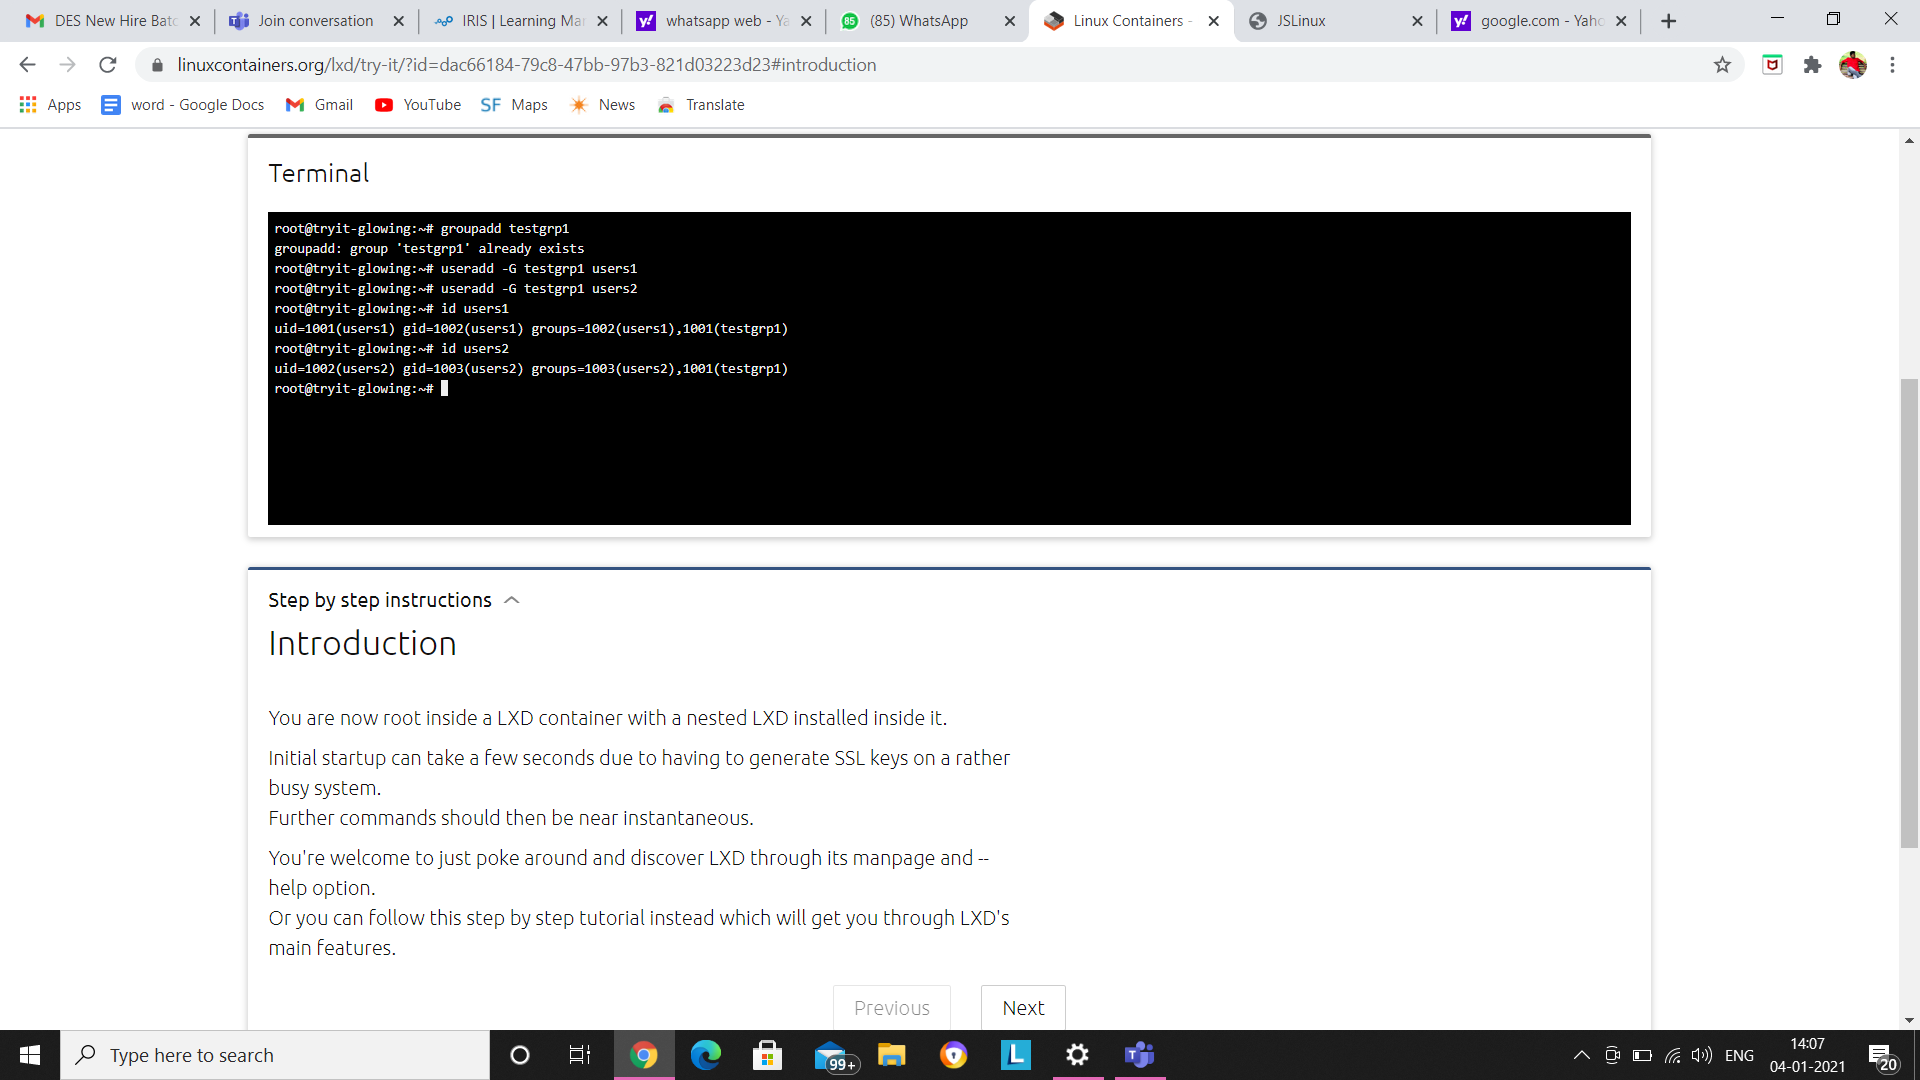 DES New Hire Batc
Join conversation
IRIS | Learning Mar
whatsapp web - Ya
(85) WhatsApp
Linux Containers -
JSLinux
google.com - Yaho
linuxcontainers.org/lxd/try-it/?id=dac66184-79c8-47bb-97b3-821d03223d23#introduction
Apps
word - Google Docs
Gmail
YouTube
SF Maps
News
Translate
Terminal
root@tryit-glowing:~# groupadd testgrp1
groupadd: group 'testgrp1' already exists
root@tryit-glowing:~# useradd -G testgrp1 users1
root@tryit-glowing:~# useradd -G testgrp1 users2
root@tryit-glowing:~# id users1
uid=1001(users1) gid=1002(users1) groups=1002(users1),1001(testgrp1)
root@tryit-glowing:~# id users2
uid=1002(users2) gid=1003(users2) groups=1003(users2),1001(testgrp1)
root@tryit-glowing:~#
Step by step instructions
Introduction
You are now root inside a LXD container with a nested LXD installed inside it.
Initial startup can take a few seconds due to having to generate SSL keys on a rather
busy system.
Further commands should then be near instantaneous.
You're welcome to just poke around and discover LXD through its manpage and --
help option.
Or you can follow this step by step tutorial instead which will get you through LXD's
main features.
Previous
Next
Type here to search
99+
L
ENG
14:07
04-01-2021
20